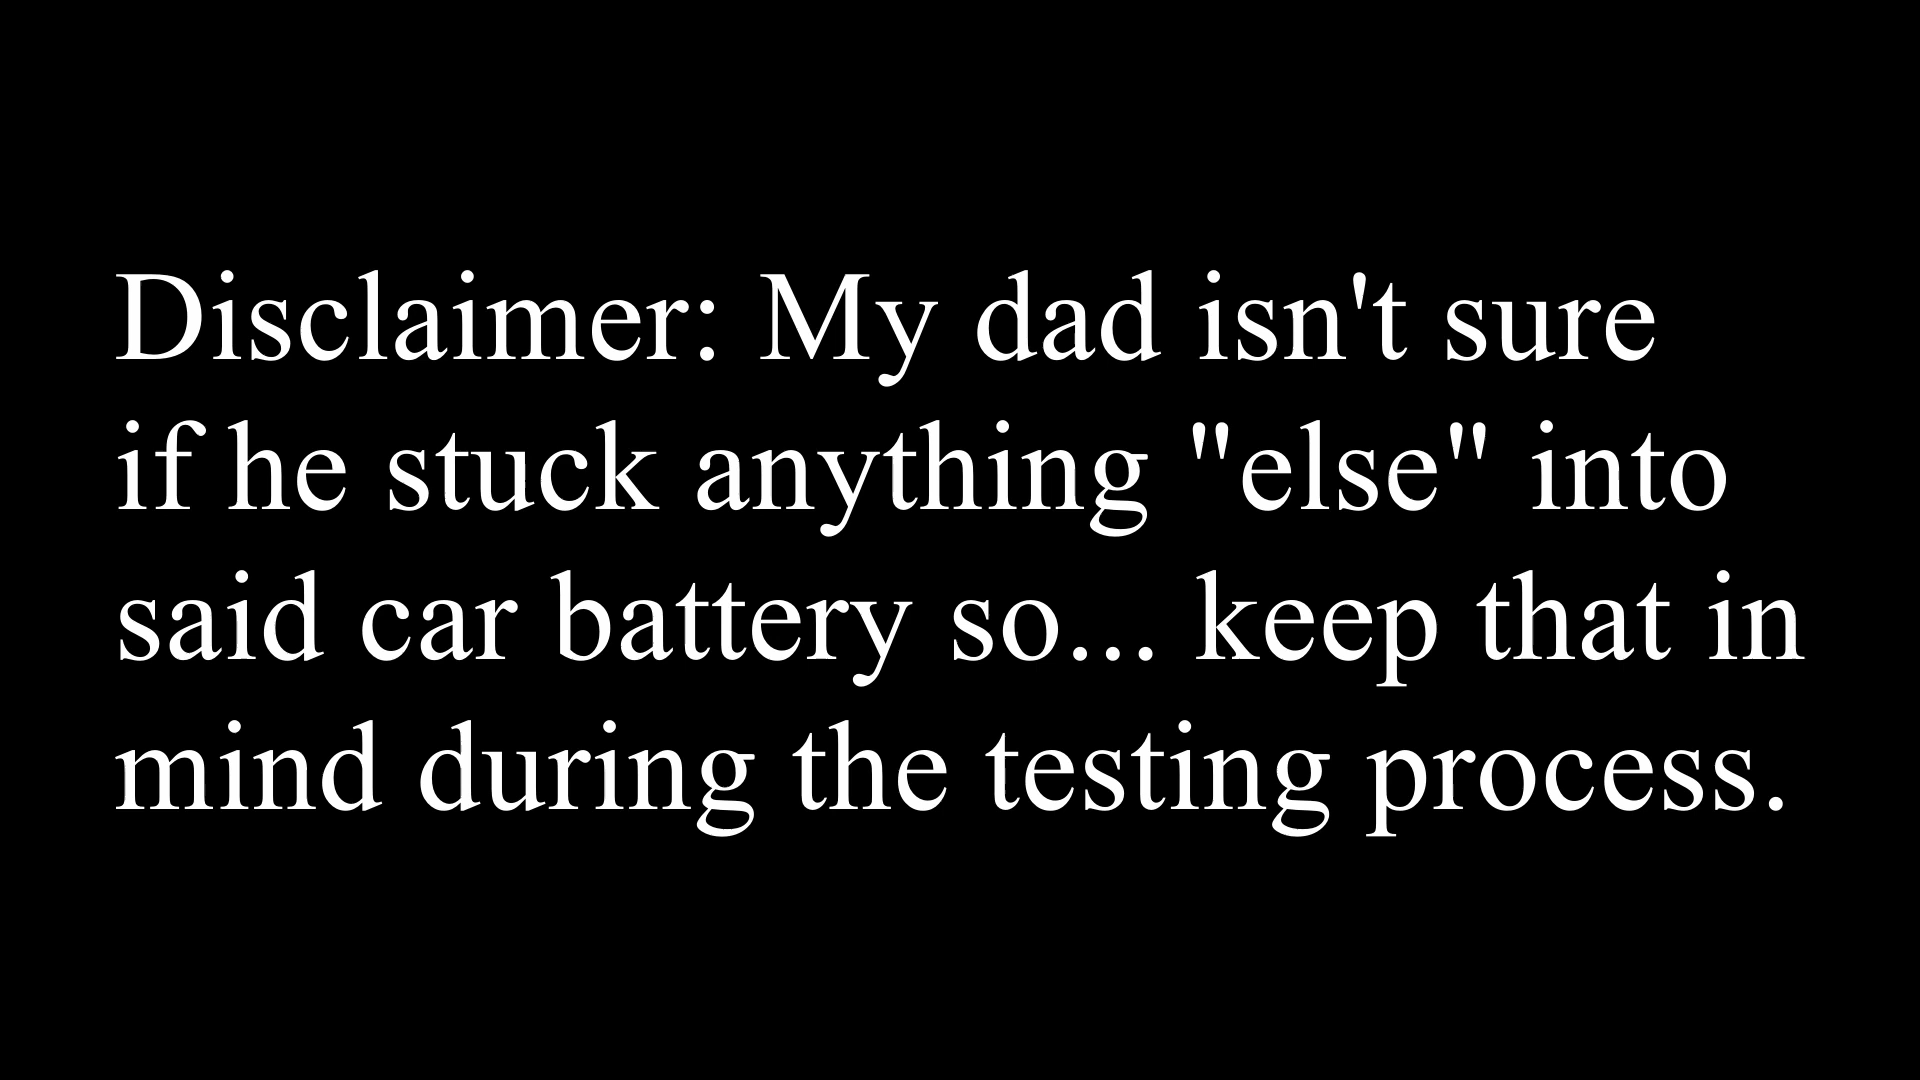 Disclaimer: My dad isn't sure
if he stuck anything "else" into
said car battery so... keep that in
mind during the testing process.